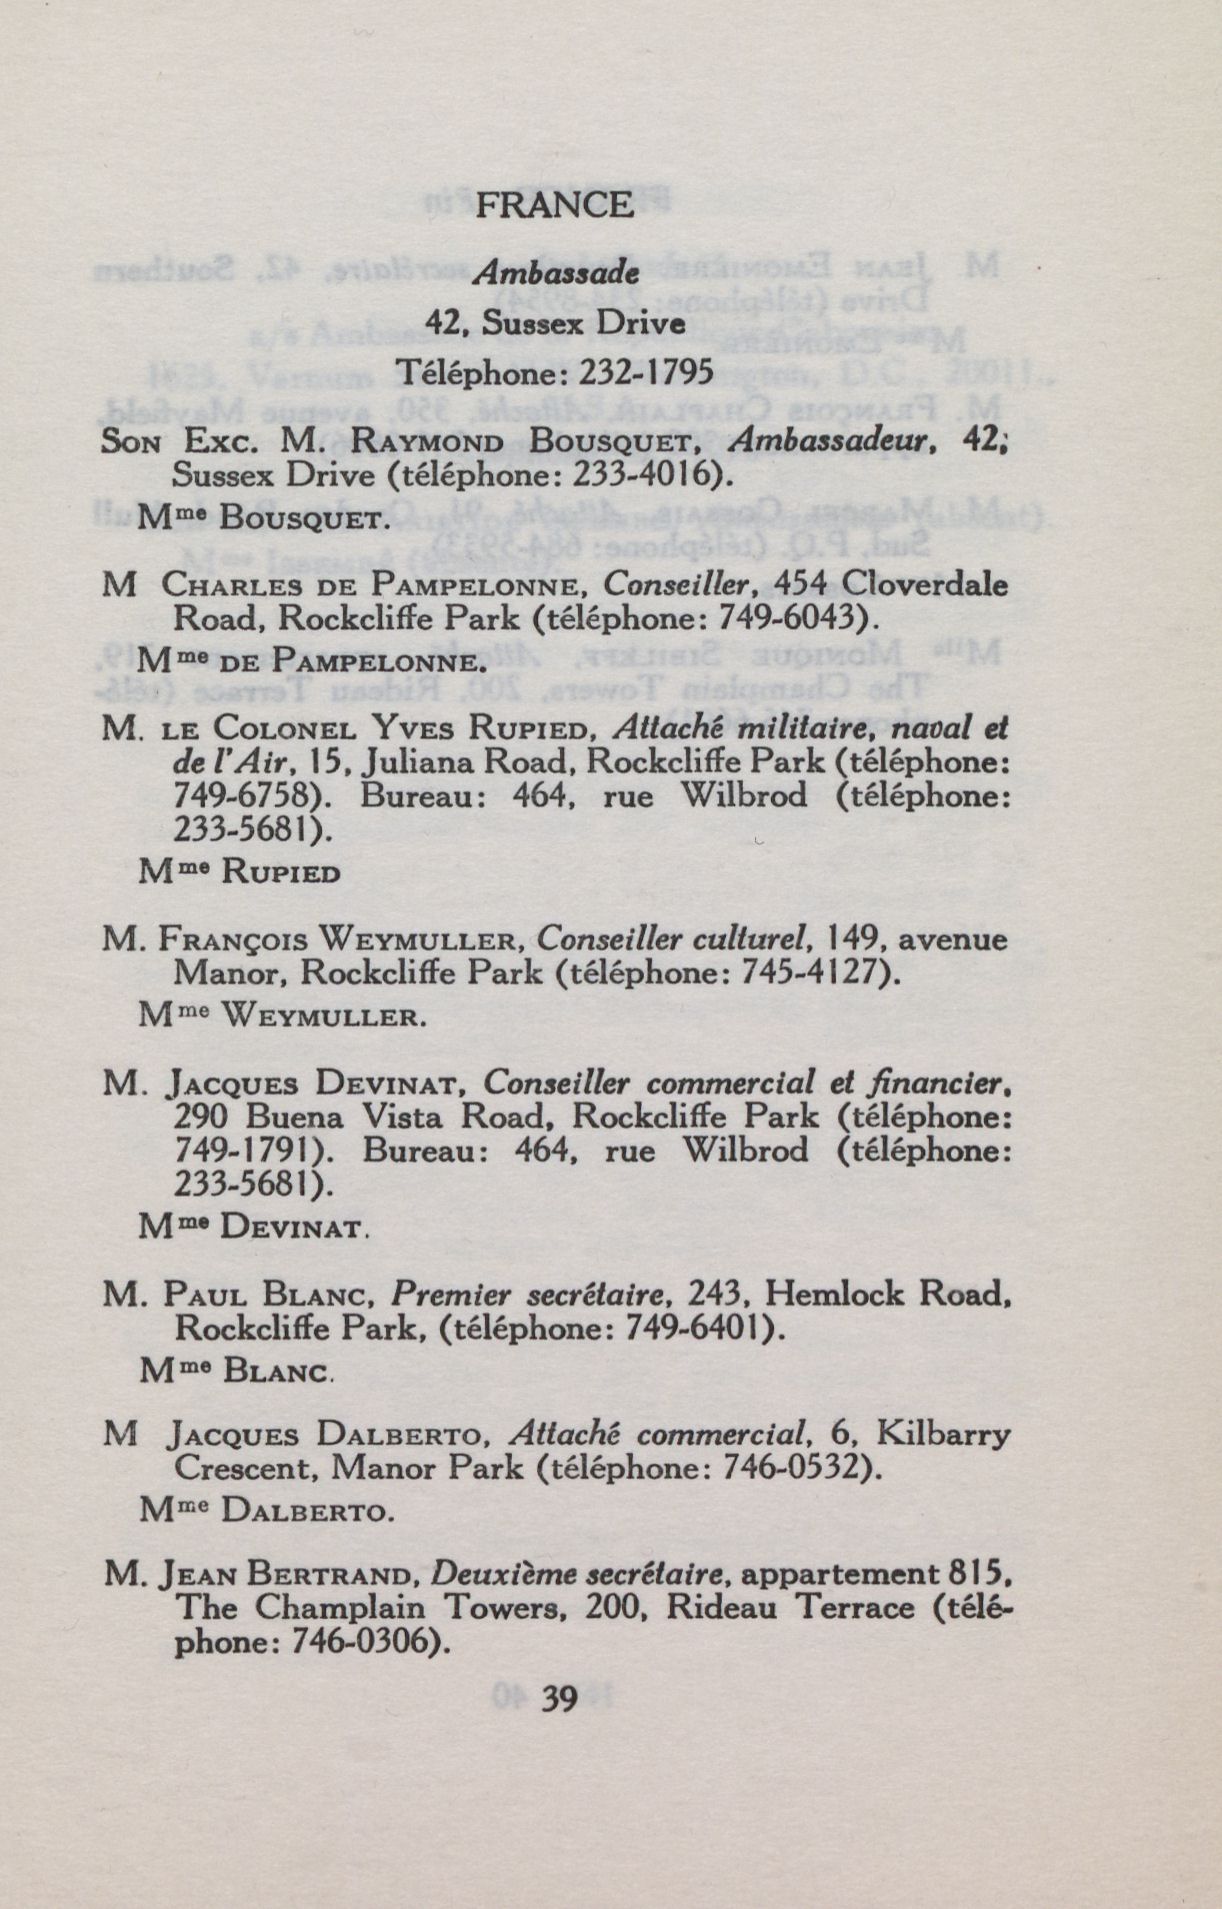 FRANCE
Ambassade
42, Sussex Drive
Téléphone: 232-1795
SON EXC. M. RAYMOND BOUSQUET, Ambassadeur, 42;
Sussex Drive (téléphone: 233-4016).
Mme BOUSQUET.
M CHARLES DE PAMPELONNE, Conseiller, 454 Cloverdale
Road, Rockcliffe Park (téléphone: 749-6043).
Mme DE PAMPELONNE.
M. LE COLONEL YVES RUPIED, Attaché militaire, naval et
de l'Air, 15, Juliana Road, Rockcliffe Park (téléphone:
749-6758). Bureau: 464, rue Wilbrod (téléphone:
233-5681).
Mme RUPIED
M. FRANÇOIS WEYMULLER, Conseiller culturel, 149, avenue
Manor, Rockcliffe Park (téléphone: 745-4127).
Mme WEYMULLER.
M. JACQUES DEVINAT, Conseiller commercial et financier,
290 Buena Vista Road, Rockcliffe Park (téléphone:
749-1791). Bureau: 464, rue Wilbrod (téléphone:
233-5681).
Mme DEVINAT.
M. PAUL BLANC, Premier secrétaire, 243, Hemlock Road,
Rockcliffe Park, (téléphone: 749-6401).
Mme BLANC.
M JACQUES DALBERTO, Attaché commercial, 6, Kilbarry
Crescent, Manor Park (téléphone: 746-0532).
Mme DALBERTO.
M. JEAN BERTRAND, Deuxième secrétaire, appartement 815,
The Champlain Towers, 200, Rideau Terrace (télé-
phone: 746-0306).
39